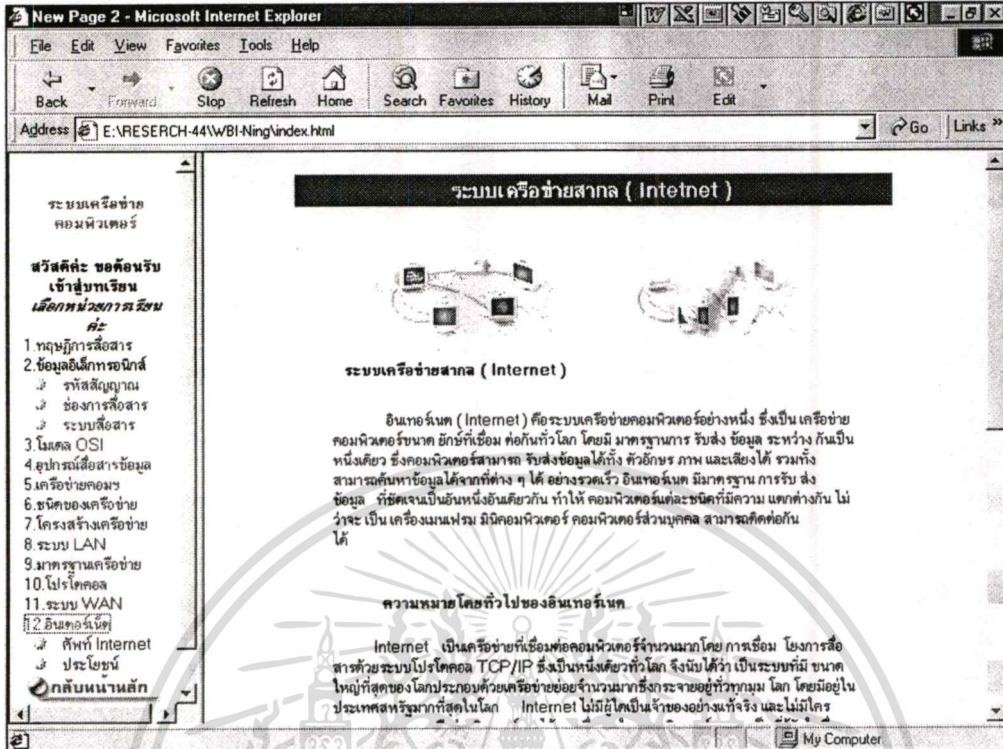 New Page 2 - Microsoft Internet Explorer
File Edit View Favorites Tools Help
Back Forward Stop Refresh Home Search Favorites History Mail Print Edit
Address E:\RESERCH-44\WBI-Ning\index.html Go Links »
ระบบเครือข่าย
คอมพิวเตอร์
สวัสดีค่ะ ขอต้อนรับ
เข้าสู่บทเรียน
เลือกหน่วยการเรียน
ค่ะ
1.ทฤษฎีการสื่อสาร
2.ข้อมูลอิเล็กทรอนิกส์
รหัสสัญญาณ
ช่องการสื่อสาร
ระบบสื่อสาร
3.โมเดล OSI
4.อุปกรณ์สื่อสารข้อมูล
5.เครือข่ายคอมฯ
6.ชนิดของเครือข่าย
7.โครงสร้างเครือข่าย
8.ระบบ LAN
9.มาตรฐานเครือข่าย
10.โปรโตคอล
11.ระบบ WAN
12.อินเทอร์เน็ต
ศัพท์ Internet
ประโยชน์
กลับหน้าหลัก
ระบบเครือข่ายสากล ( Intetnet )
ระบบเครือข่ายสากล ( Internet )
อินเทอร์เนต ( Internet ) คือระบบเครือข่ายคอมพิวเตอร์อย่างหนึ่ง ซึ่งเป็น เครือข่าย
คอมพิวเตอร์ขนาด ยักษ์ที่เชื่อม ต่อกันทั่วโลก โดยมี มาตรฐานการ รับส่ง ข้อมูล ระหว่าง กันเป็น
หนึ่งเดียว ซึ่งคอมพิวเตอร์สามารถ รับส่งข้อมูลได้ทั้ง ตัวอักษร ภาพ และเสียงได้ รวมทั้ง
สามารถค้นหาข้อมูลได้จากที่ต่าง ๆ ได้ อย่างรวดเร็ว อินเทอร์เนต มีมาตรฐาน การรับ ส่ง
ข้อมูล ที่ชัดเจนเป็นอันหนึ่งอันเดียวกัน ทำให้ คอมพิวเตอร์แต่ละชนิดที่มีความ แตกต่างกัน ไม่
ว่าจะ เป็น เครื่องเมนเฟรม มินิคอมพิวเตอร์ คอมพิวเตอร์ส่วนบุคคล สามารถติดต่อกัน
ได้
ความหมายโดยทั่วไปของอินเทอร์เนต
Internet เป็นเครือข่ายที่เชื่อมต่อคอมพิวเตอร์จำนวนมากโดย การเชื่อม โยงการสื่อ
สารด้วยระบบโปรโตคอล TCP/IP ซึ่งเป็นหนึ่งเดียวทั่วโลก จึงนับได้ว่า เป็นระบบที่มี ขนาด
ใหญ่ที่สุดของโลกประกอบด้วยเครือข่ายย่อยจำนวนมากซึ่งกระจายอยู่ทั่วทุกมุม โลก โดยมีอยู่ใน
ประเทศสหรัฐมากที่สุดในโลก Internet ไม่มีผู้ใดเป็นเจ้าของอย่างแท้จริง และไม่มีใคร
My Computer